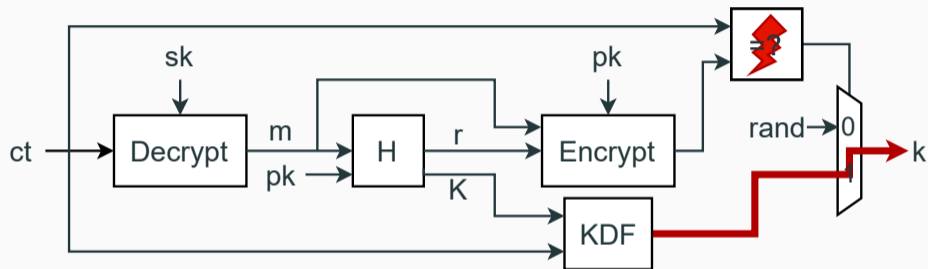 =?
sk
pk
rand
0
ct
Decrypt
m
H
r
Encrypt
1
k
pk
K
KDF